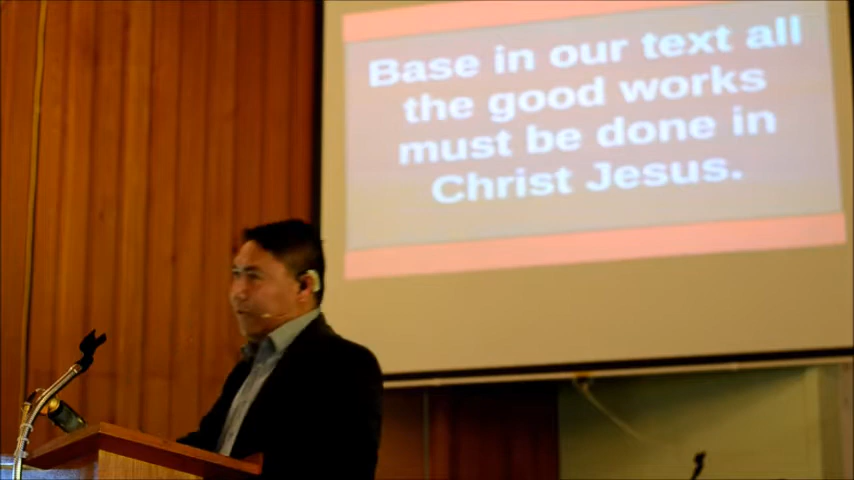 Base in our text all
the good works
must be done in
Christ Jesus.